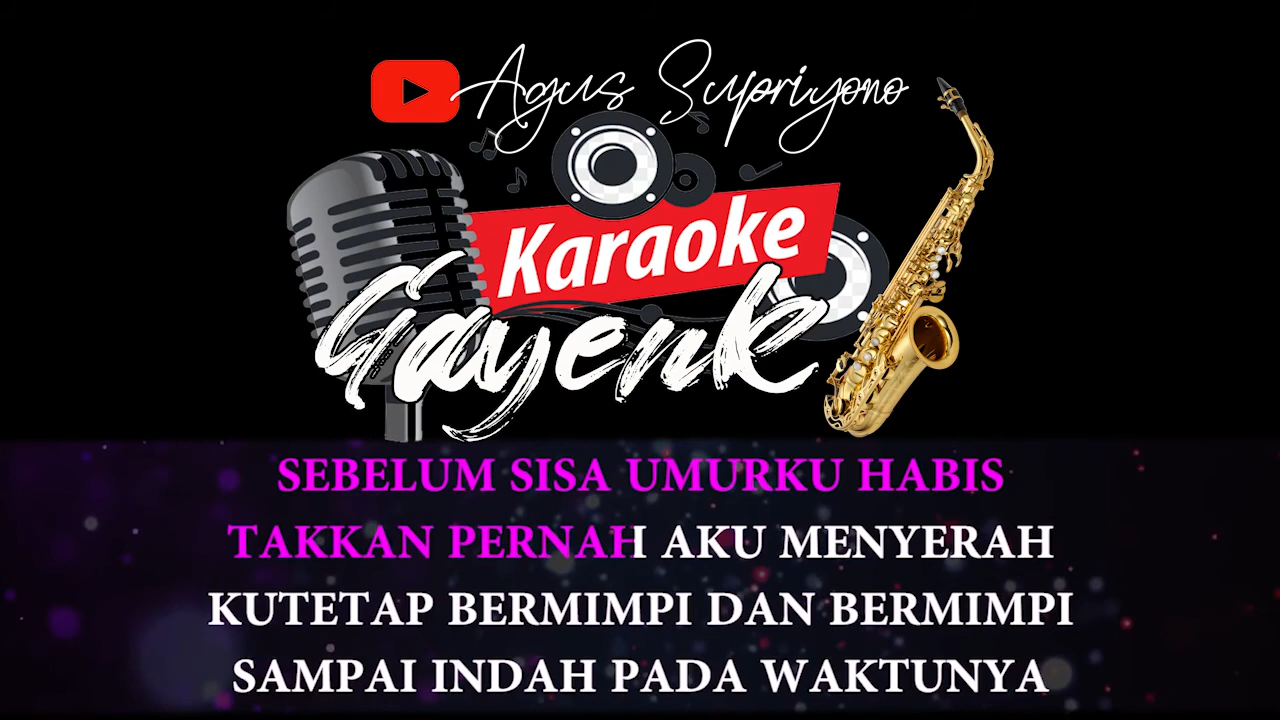 Agus Supriyono
Karaoke
Gayenk
SEBELUM SISA UMURKU HABIS
TAKKAN PERNAH AKU MENYERAH
KUTETAP BERMIMPI DAN BERMIMPI
SAMPAI INDAH PADA WAKTUNYA